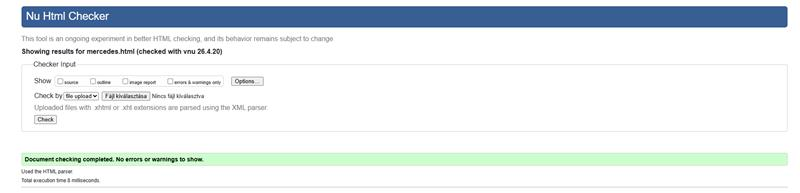 Nu Html Checker
This tool is an ongoing experiment in better HTML checking, and its behavior remains subject to change
Showing results for mercedes.html (checked with vnu 26.4.20)
Checker Input
Show source outline image report errors & warnings only Options...
Check by file upload Fájl kiválasztása Nincs fájl kiválasztva
Uploaded files with .xhtml or .xht extensions are parsed using the XML parser.
Check
Document checking completed. No errors or warnings to show.
Used the HTML parser.
Total execution time 8 milliseconds.